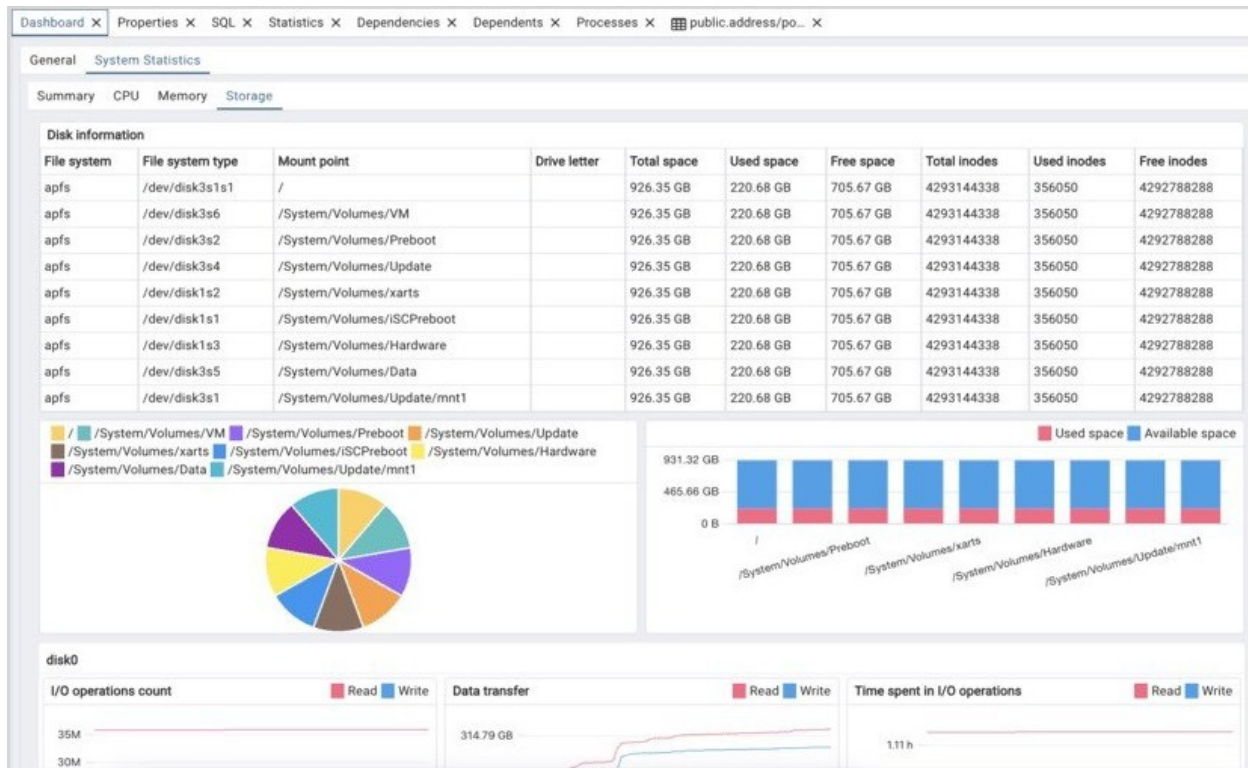 Dashboard Properties SQL Statistics Dependencies Dependents Processes public.address/po...
General System Statistics
Summary CPU Memory Storage
Disk information
File system File system type Mount point Drive letter Total space Used space Free space Total inodes Used inodes Free inodes
apfs /dev/disk3s1s1 / 926.35 GB 220.68 GB 705.67 GB 4293144338 356050 4292788288
apfs /dev/disk3s6 /System/Volumes/VM 926.35 GB 220.68 GB 705.67 GB 4293144338 356050 4292788288
apfs /dev/disk3s2 /System/Volumes/Preboot 926.35 GB 220.68 GB 705.67 GB 4293144338 356050 4292788288
apfs /dev/disk3s4 /System/Volumes/Update 926.35 GB 220.68 GB 705.67 GB 4293144338 356050 4292788288
apfs /dev/disk1s2 /System/Volumes/xarts 926.35 GB 220.68 GB 705.67 GB 4293144338 356050 4292788288
apfs /dev/disk1s1 /System/Volumes/iSCPreboot 926.35 GB 220.68 GB 705.67 GB 4293144338 356050 4292788288
apfs /dev/disk1s3 /System/Volumes/Hardware 926.35 GB 220.68 GB 705.67 GB 4293144338 356050 4292788288
apfs /dev/disk3s5 /System/Volumes/Data 926.35 GB 220.68 GB 705.67 GB 4293144338 356050 4292788288
apfs /dev/disk3s1 /System/Volumes/Update/mnt1 926.35 GB 220.68 GB 705.67 GB 4293144338 356050 4292788288
/ /System/Volumes/VM /System/Volumes/Preboot /System/Volumes/Update
/System/Volumes/xarts /System/Volumes/iSCPreboot /System/Volumes/Hardware
/System/Volumes/Data /System/Volumes/Update/mnt1
Used space Available space
931.32 GB
465.66 GB
0 B
/ /System/Volumes/Preboot /System/Volumes/xarts /System/Volumes/Hardware /System/Volumes/Update/mnt1
disk0
I/O operations count Read Write
35M
30M
Data transfer Read Write
314.79 GB
Time spent in I/O operations Read Write
1.11 h